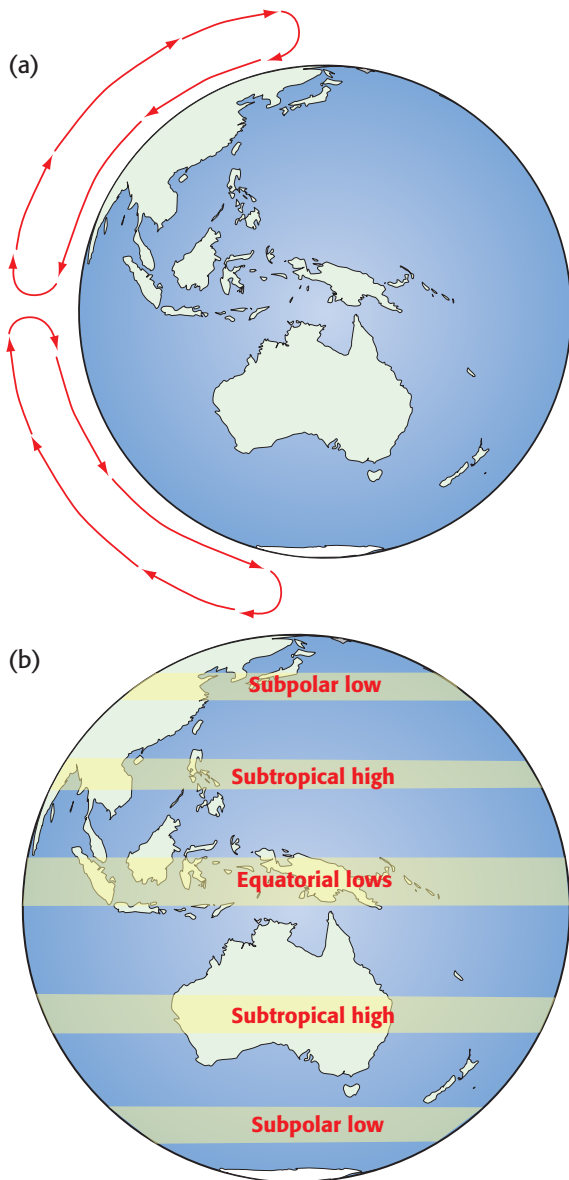 (a)
(b)
Subpolar low
Subtropical high
Equatorial lows
Subtropical high
Subpolar low